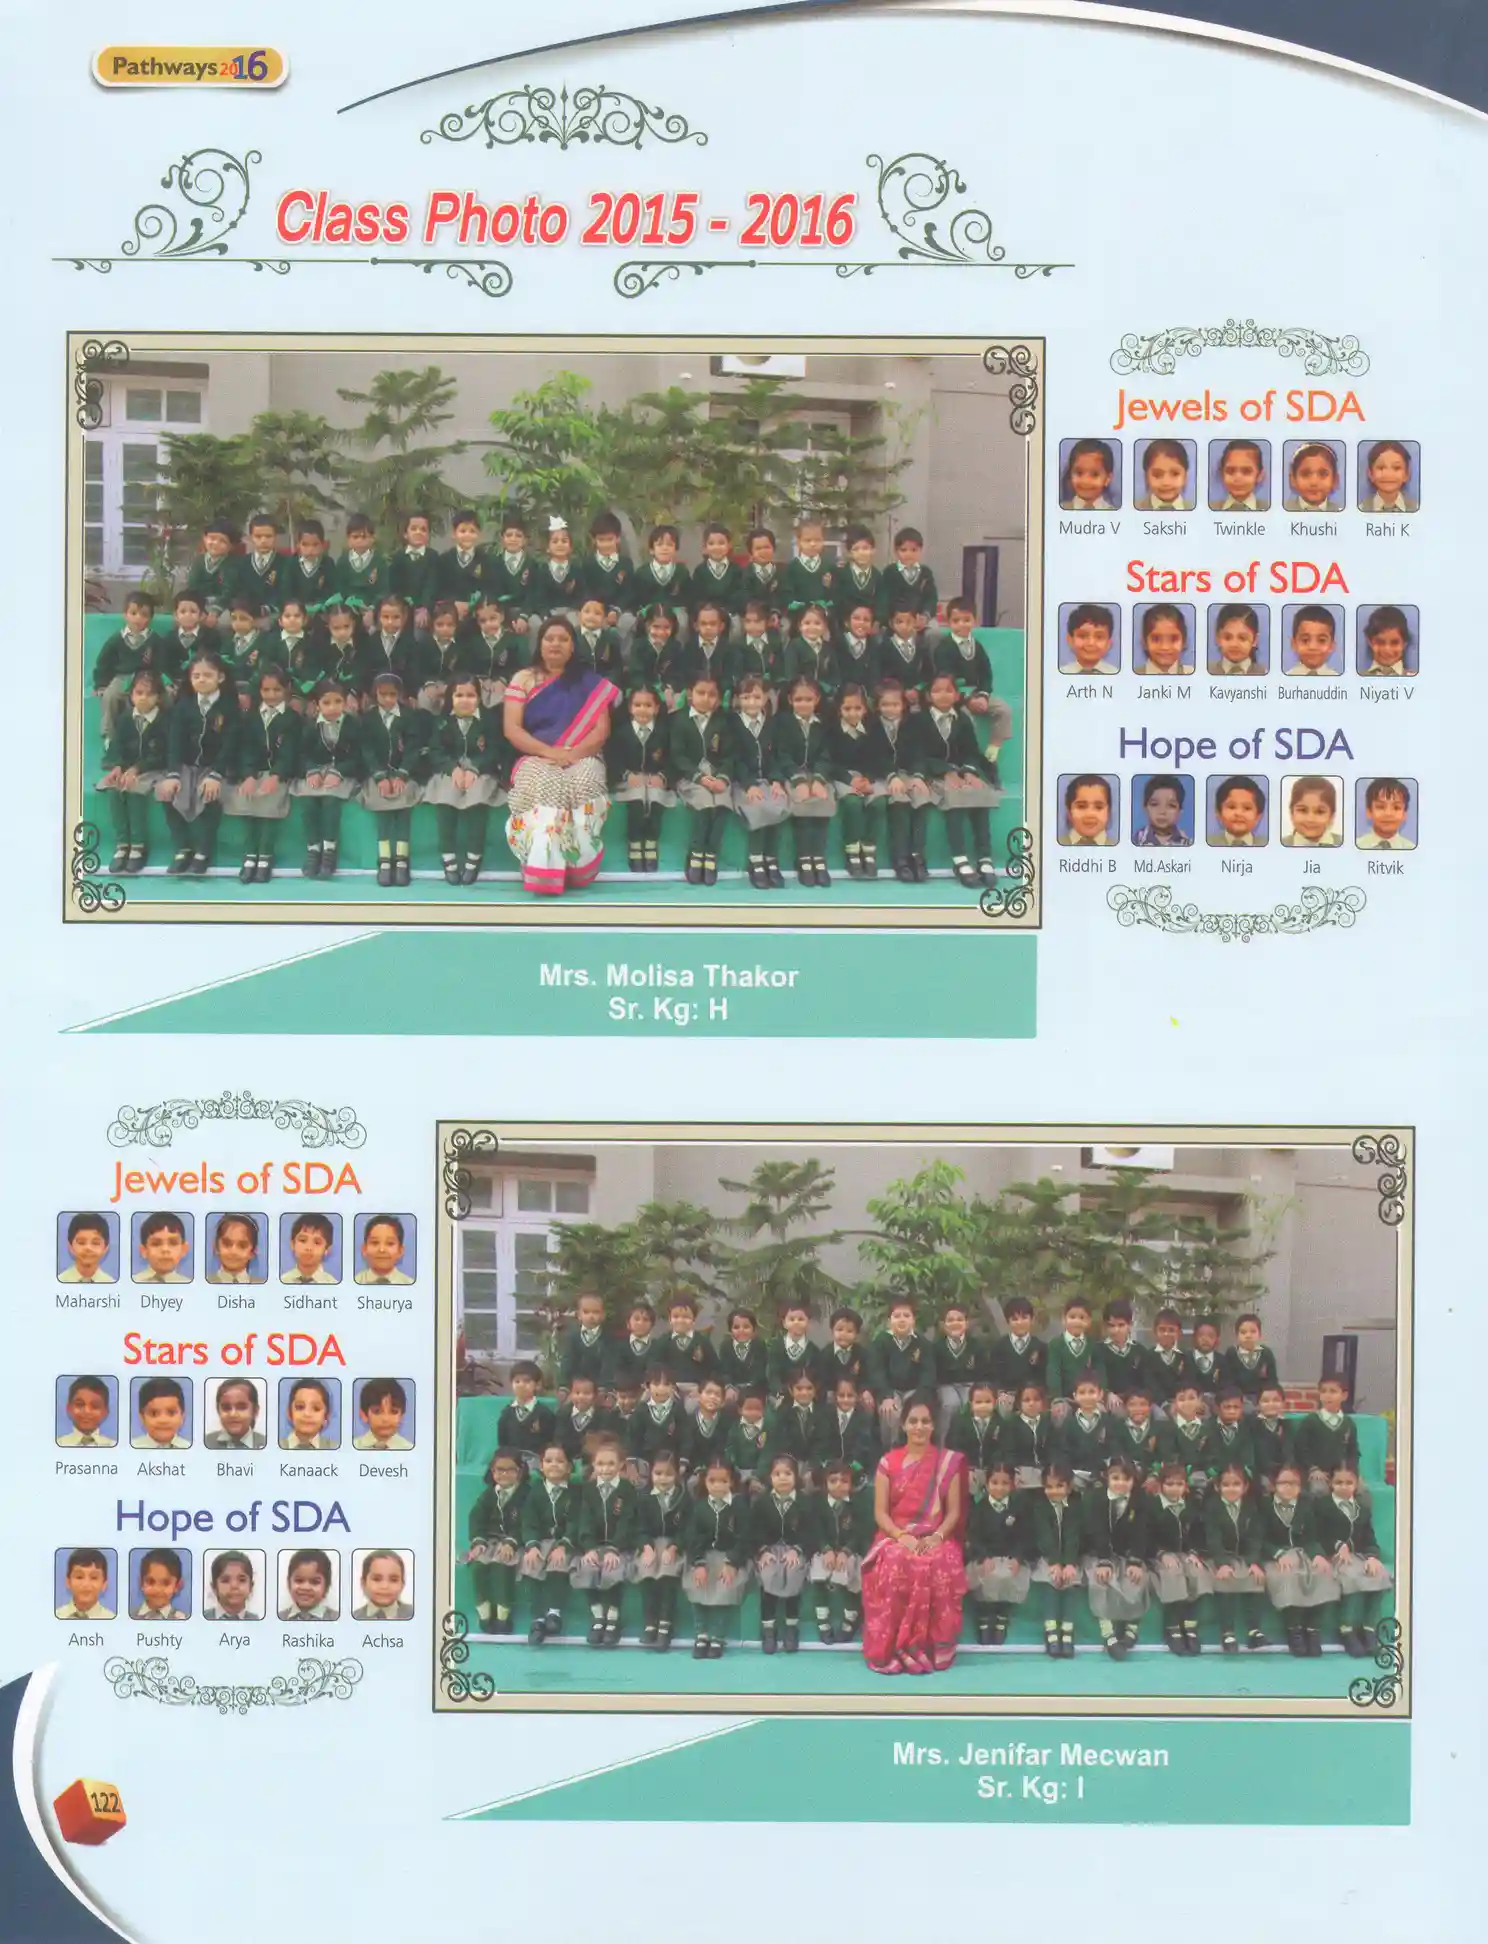 Pathways 2016
Class Photo 2015 - 2016
Jewels of SDA
Mudra V Sakshi Twinkle Khushi Rahi K
Stars of SDA
Arth N Janki M Kavyanshi Burhanuddin Niyati V
Hope of SDA
Riddhi B Md.Askari Nirja Jia Ritvik
Mrs. Molisa Thakor
Sr. Kg: H
Jewels of SDA
Maharshi Dhyey Disha Sidhant Shaurya
Stars of SDA
Prasanna Akshat Bhavi Kanaack Devesh
Hope of SDA
Ansh Pushty Arya Rashika Achsa
Mrs. Jenifar Mecwan
Sr. Kg: I
122